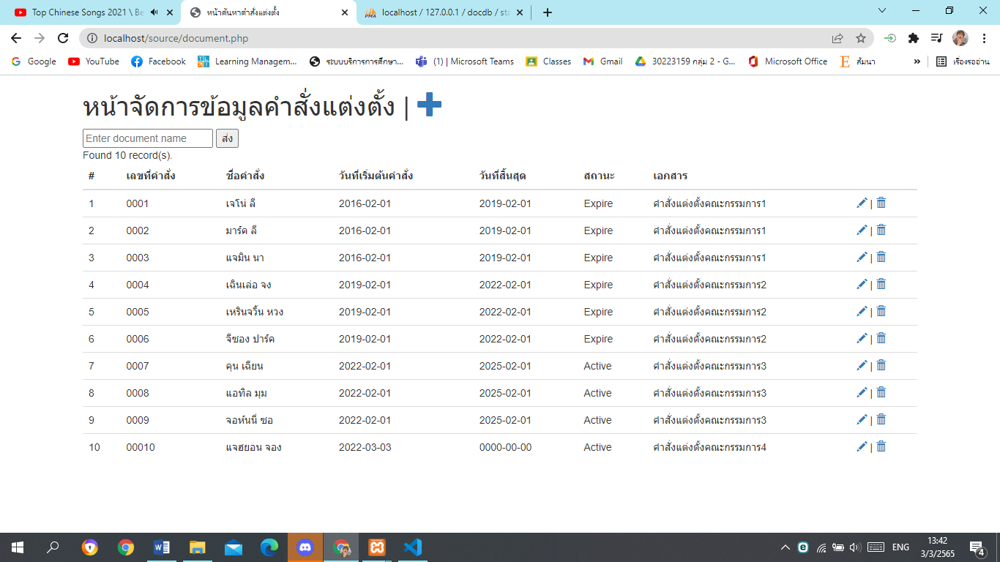 Top Chinese Songs 2021 \ Be
หน้าค้นหาคำสั่งแต่งตั้ง
localhost / 127.0.0.1 / docdb / sta
localhost/source/document.php
Google YouTube Facebook Learning Managem... ระบบบริการการศึกษา... (1) | Microsoft Teams Classes Gmail 30223159 กลุ่ม 2 - G... Microsoft Office สัมนา » เรื่องรออ่าน
หน้าจัดการข้อมูลคำสั่งแต่งตั้ง |
Enter document name ส่ง
Found 10 record(s).
# เลขที่คำสั่ง ชื่อคำสั่ง วันที่เริ่มต้นคำสั่ง วันที่สิ้นสุด สถานะ เอกสาร
1 0001 เจโน่ ลี 2016-02-01 2019-02-01 Expire คำสั่งแต่งตั้งคณะกรรมการ1 |
2 0002 มาร์ค ลี 2016-02-01 2019-02-01 Expire คำสั่งแต่งตั้งคณะกรรมการ1 |
3 0003 แจมิน นา 2016-02-01 2019-02-01 Expire คำสั่งแต่งตั้งคณะกรรมการ1 |
4 0004 เฉินเล่อ จง 2019-02-01 2022-02-01 Expire คำสั่งแต่งตั้งคณะกรรมการ2 |
5 0005 เหรินจวิ้น หวง 2019-02-01 2022-02-01 Expire คำสั่งแต่งตั้งคณะกรรมการ2 |
6 0006 จีซอง ปาร์ค 2019-02-01 2022-02-01 Expire คำสั่งแต่งตั้งคณะกรรมการ2 |
7 0007 คุน เฉียน 2022-02-01 2025-02-01 Active คำสั่งแต่งตั้งคณะกรรมการ3 |
8 0008 แอทิล มุม 2022-02-01 2025-02-01 Active คำสั่งแต่งตั้งคณะกรรมการ3 |
9 0009 จอห์นนี่ ซอ 2022-02-01 2025-02-01 Active คำสั่งแต่งตั้งคณะกรรมการ3 |
10 00010 แจฮยอน จอง 2022-03-03 0000-00-00 Active คำสั่งแต่งตั้งคณะกรรมการ4 |
ENG
13:42
3/3/2565
4